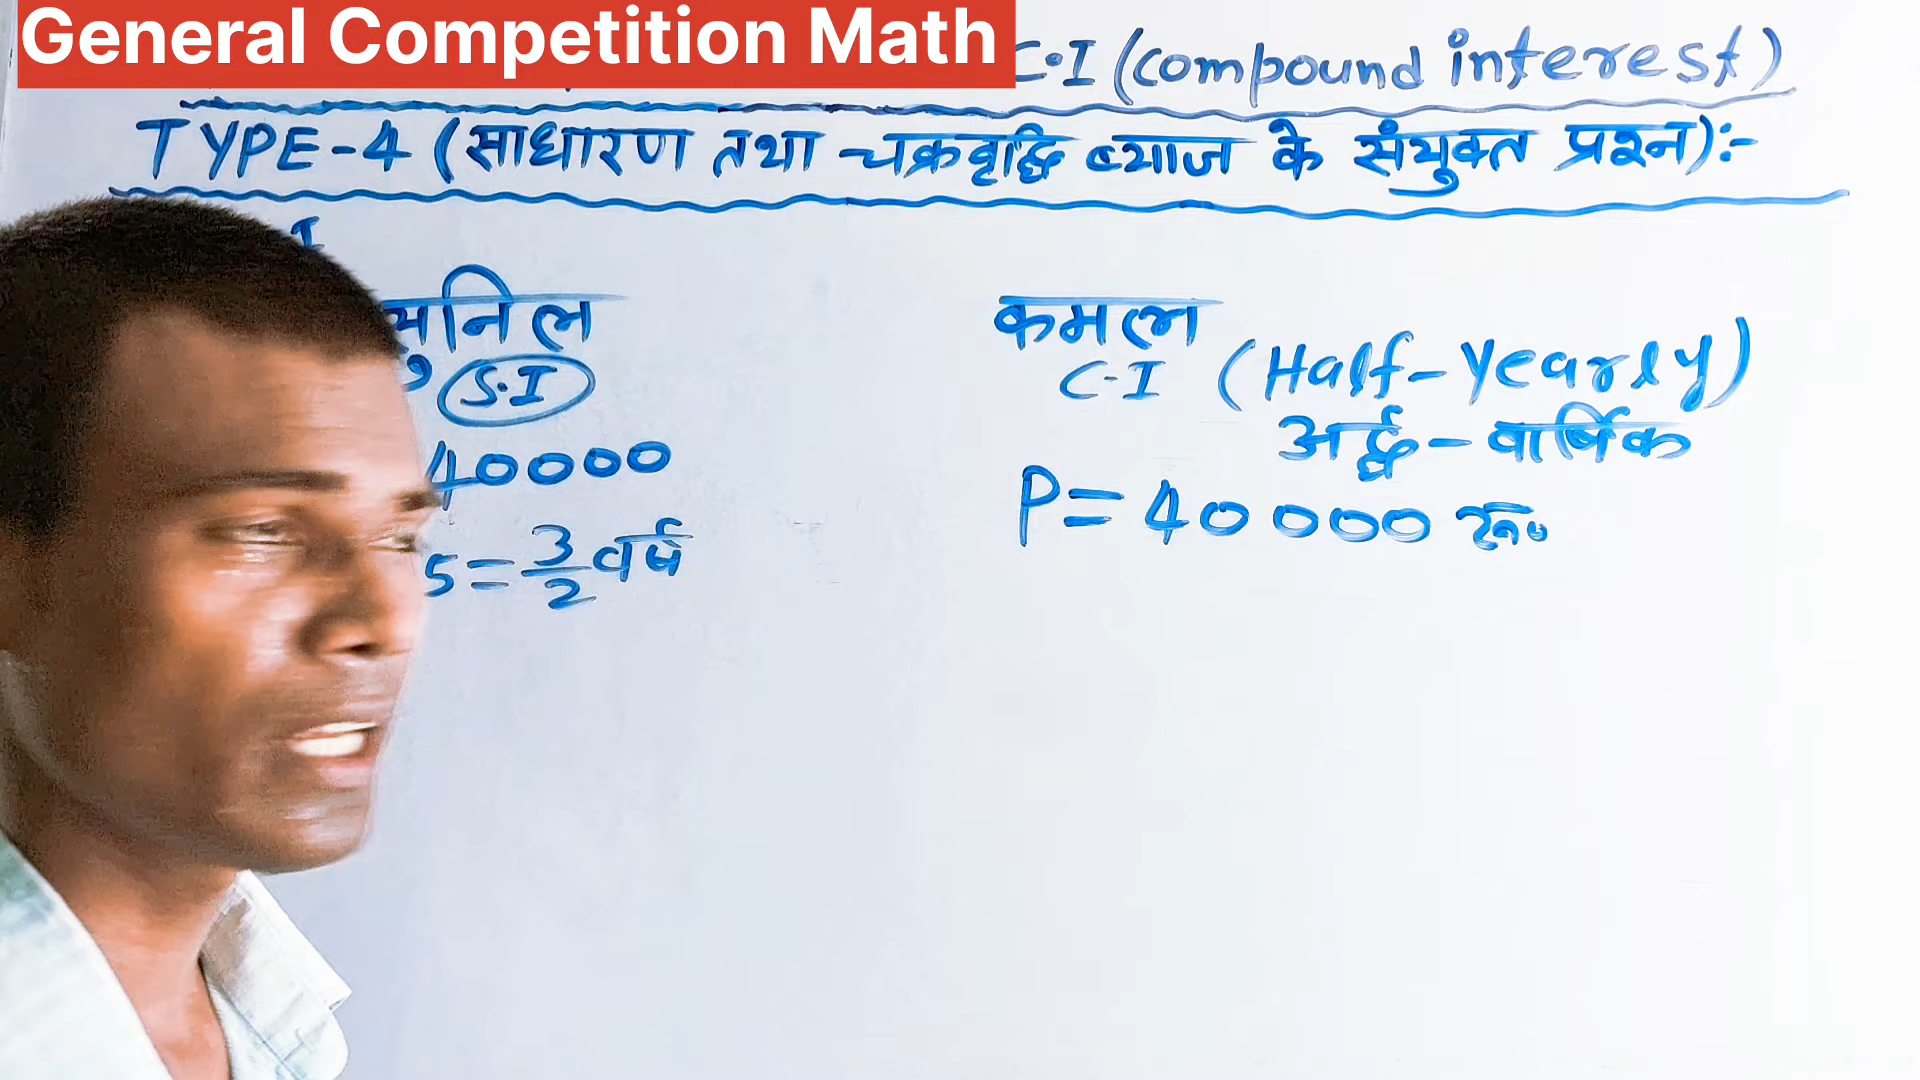 General Competition Math
C.I (compound interest)
TYPE-4 (साधारण तथा चक्रवृद्धि ब्याज के संयुक्त प्रश्न):-
I
सुनिल
कमल
S.I
C.I (Half-Yearly)
अर्द्ध-वार्षिक
40000
P=40000 रू०
5=3/2 वर्ष